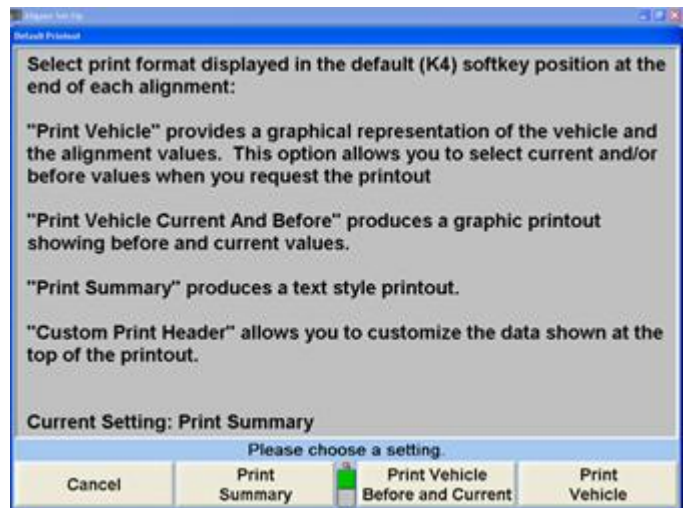 Aligner Set-Up
Default Printout
Select print format displayed in the default (K4) softkey position at the
end of each alignment:
"Print Vehicle" provides a graphical representation of the vehicle and
the alignment values. This option allows you to select current and/or
before values when you request the printout
"Print Vehicle Current And Before" produces a graphic printout
showing before and current values.
"Print Summary" produces a text style printout.
"Custom Print Header" allows you to customize the data shown at the
top of the printout.
Current Setting: Print Summary
Please choose a setting.
Cancel
Print
Summary
Print Vehicle
Before and Current
Print
Vehicle